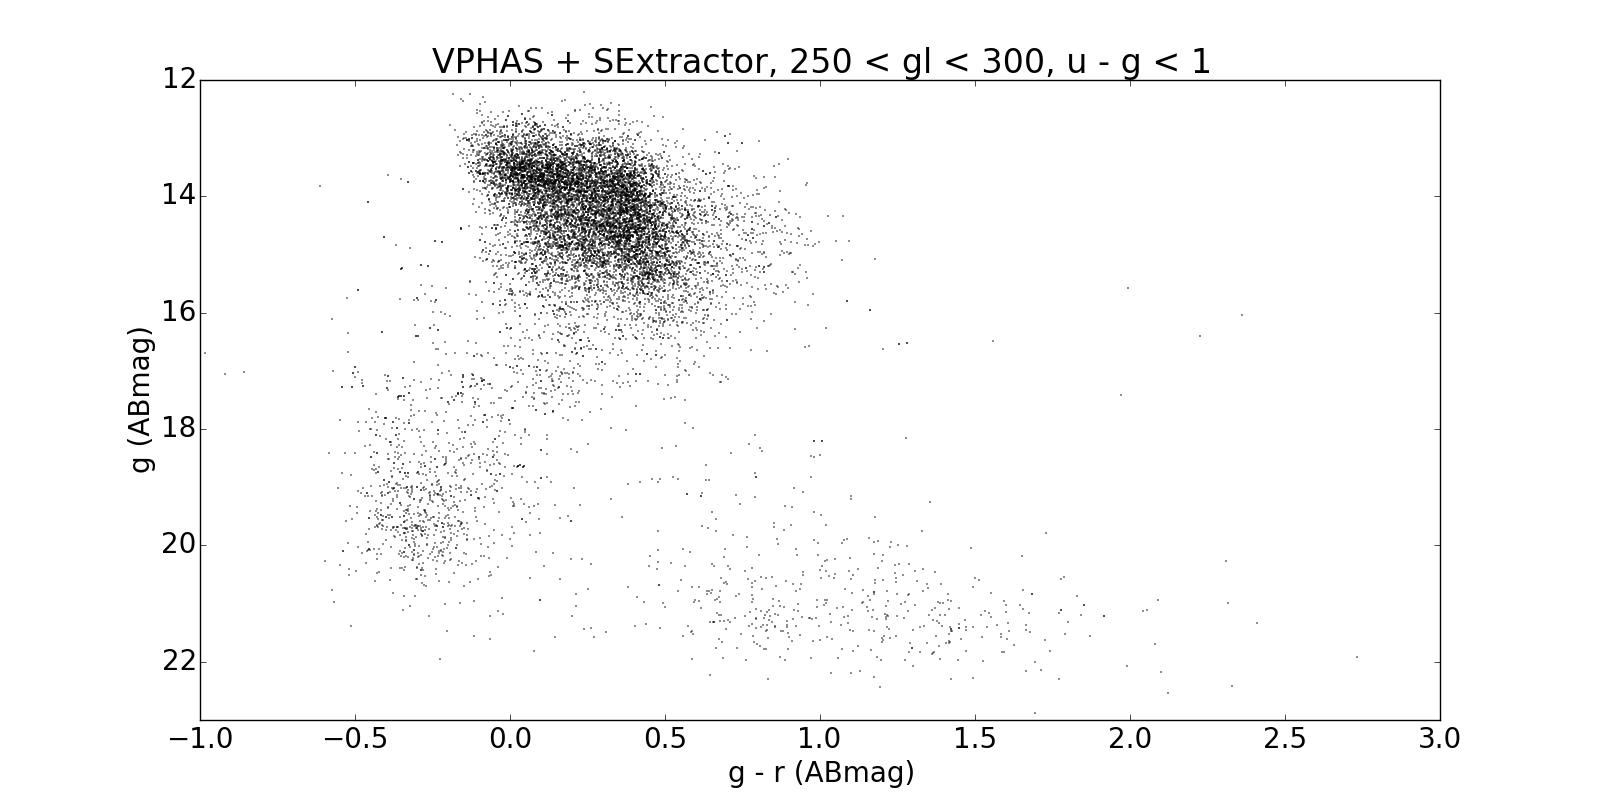 VPHAS + SExtractor, 250 < gl < 300, u - g < 1
12
14
16
18
20
22
g (ABmag)
−1.0 −0.5 0.0 0.5 1.0 1.5 2.0 2.5 3.0
g - r (ABmag)